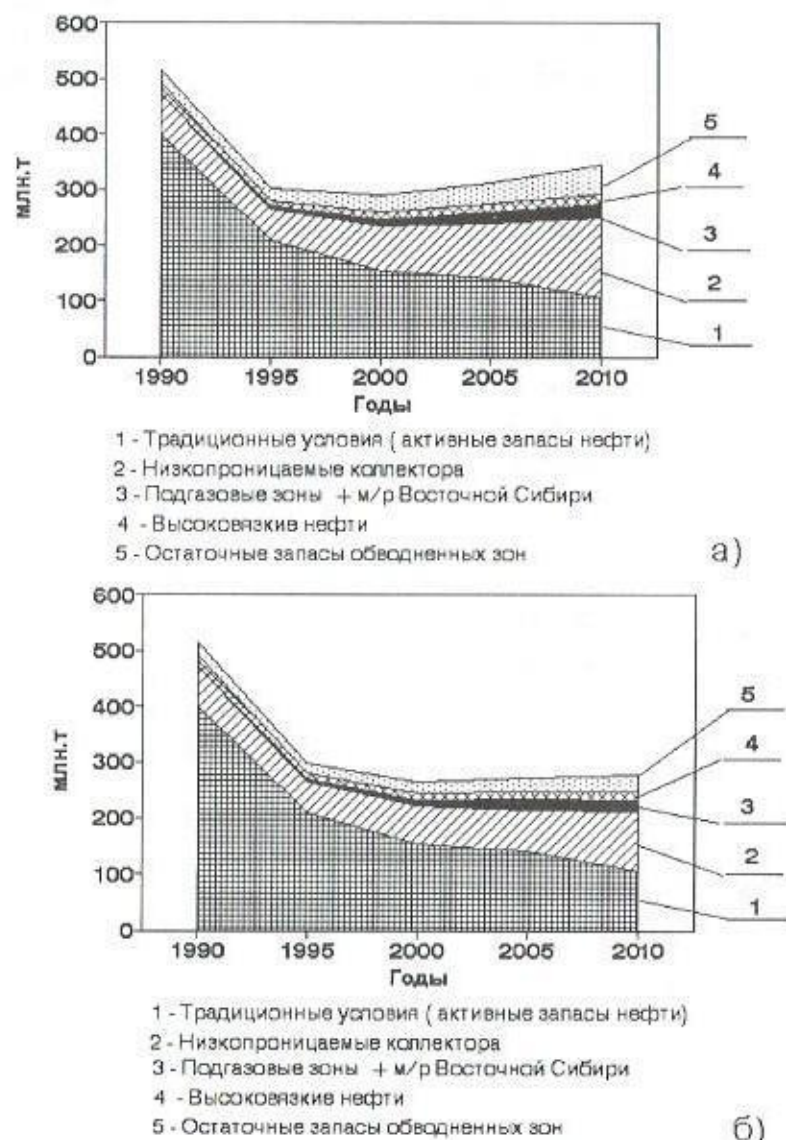 600
500
400
300
200
100
0
млн.т
5
4
3
2
1
1990 1995 2000 2005 2010
Годы
1 - Традиционные условия ( активные запасы нефти)
2 - Низкопроницаемые коллектора
3 - Подгазовые зоны + м/р Восточной Сибири
4 - Высоковязкие нефти
5 - Остаточные запасы обводненных зон
а)
600
500
400
300
200
100
0
млн.т
5
4
3
2
1
1990 1995 2000 2005 2010
Годы
1 - Традиционные условия ( активные запасы нефти)
2 - Низкопроницаемые коллектора
3 - Подгазовые зоны + м/р Восточной Сибири
4 - Высоковязкие нефти
5 - Остаточные запасы обводненных зон
б)